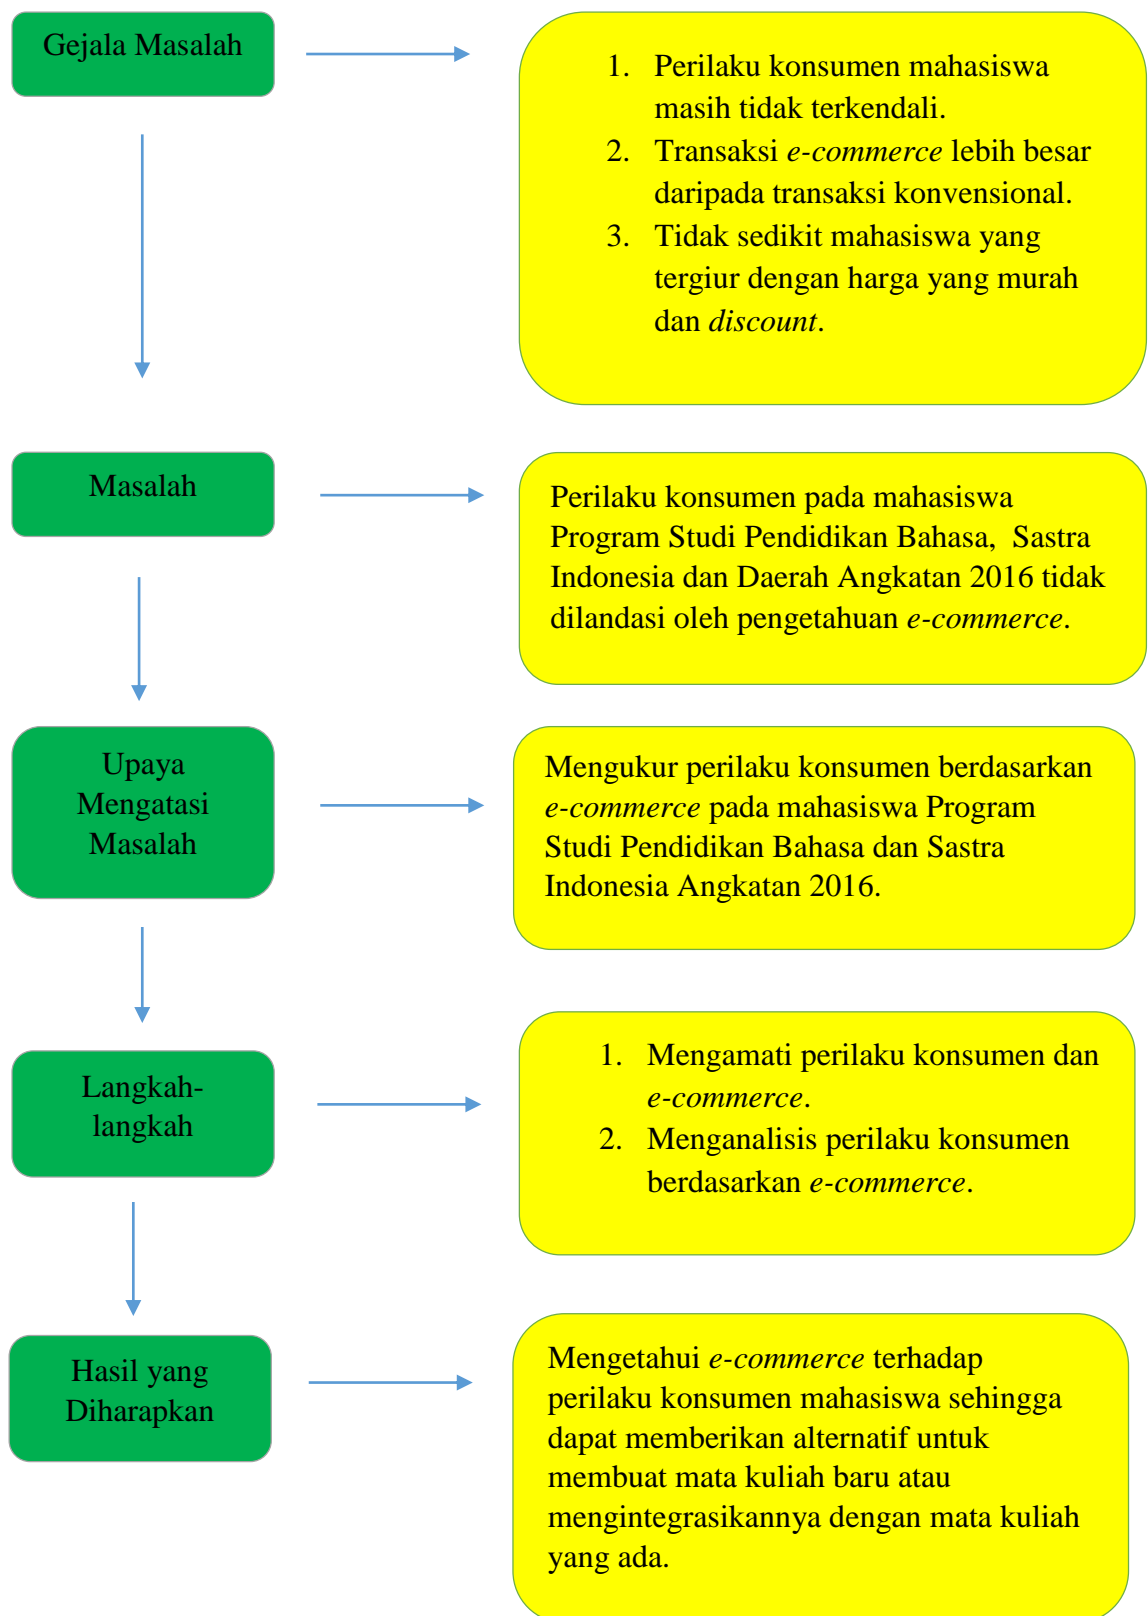 Gejala Masalah
1. Perilaku konsumen mahasiswa
masih tidak terkendali.
2. Transaksi e-commerce lebih besar
daripada transaksi konvensional.
3. Tidak sedikit mahasiswa yang
tergiur dengan harga yang murah
dan discount.
Masalah
Perilaku konsumen pada mahasiswa
Program Studi Pendidikan Bahasa, Sastra
Indonesia dan Daerah Angkatan 2016 tidak
dilandasi oleh pengetahuan e-commerce.
Upaya
Mengatasi
Masalah
Mengukur perilaku konsumen berdasarkan
e-commerce pada mahasiswa Program
Studi Pendidikan Bahasa dan Sastra
Indonesia Angkatan 2016.
Langkah-
langkah
1. Mengamati perilaku konsumen dan
e-commerce.
2. Menganalisis perilaku konsumen
berdasarkan e-commerce.
Hasil yang
Diharapkan
Mengetahui e-commerce terhadap
perilaku konsumen mahasiswa sehingga
dapat memberikan alternatif untuk
membuat mata kuliah baru atau
mengintegrasikannya dengan mata kuliah
yang ada.